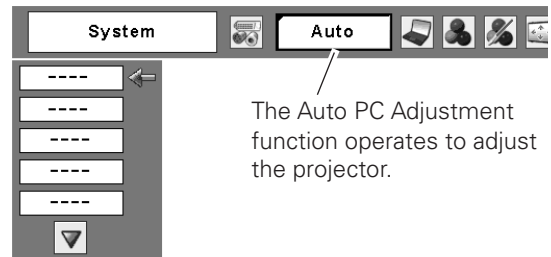 System
Auto
----
----
----
----
----
The Auto PC Adjustment
function operates to adjust
the projector.